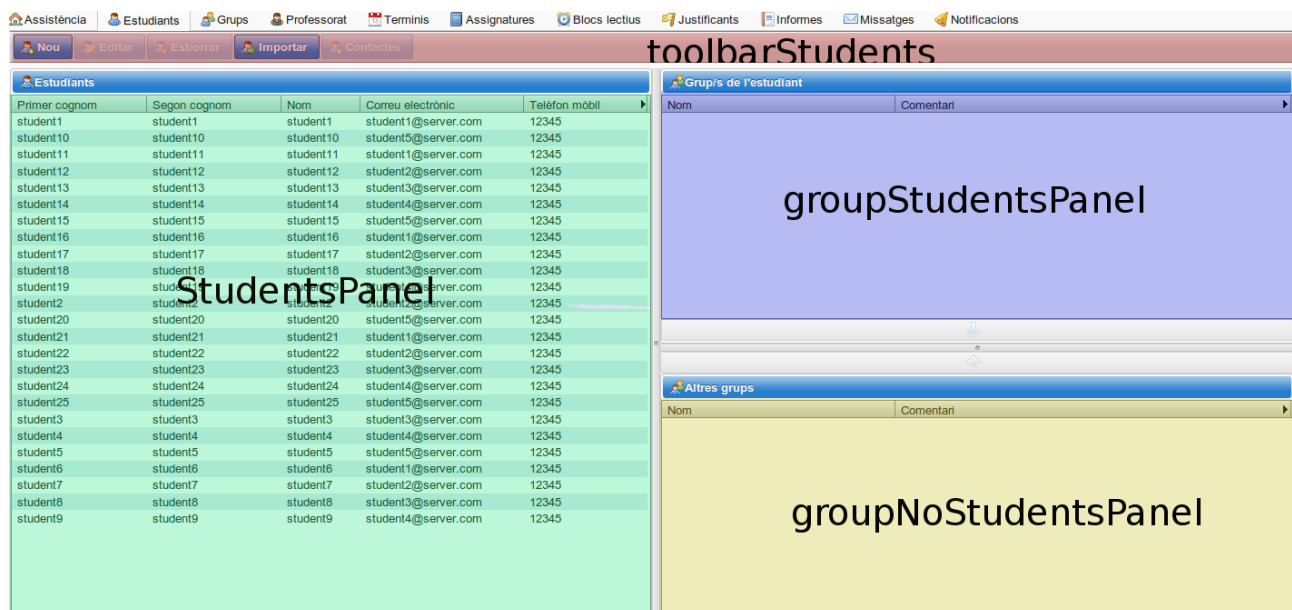 Assistència Estudiants Grups Professorat Terminis Assignatures Blocs lectius Justificants Informes Missatges Notificacions
Nou Editar Esborrar Importar Contactes toolbarStudents
Estudiants
Primer cognom Segon cognom Nom Correu electrònic Telèfon mòbil
student1 student1 student1 student1@server.com 12345
student10 student10 student10 student5@server.com 12345
student11 student11 student11 student1@server.com 12345
student12 student12 student12 student2@server.com 12345
student13 student13 student13 student3@server.com 12345
student14 student14 student14 student4@server.com 12345
student15 student15 student15 student5@server.com 12345
student16 student16 student16 student1@server.com 12345
student17 student17 student17 student2@server.com 12345
student18 student18 student18 student3@server.com 12345
student19 12345
StudentsPanel
student2 12345
student20 student20 student20 student5@server.com 12345
student21 student21 student21 student1@server.com 12345
student22 student22 student22 student2@server.com 12345
student23 student23 student23 student3@server.com 12345
student24 student24 student24 student4@server.com 12345
student25 student25 student25 student5@server.com 12345
student3 student3 student3 student3@server.com 12345
student4 student4 student4 student4@server.com 12345
student5 student5 student5 student5@server.com 12345
student6 student6 student6 student1@server.com 12345
student7 student7 student7 student2@server.com 12345
student8 student8 student8 student3@server.com 12345
student9 student9 student9 student4@server.com 12345
Grup/s de l'estudiant
Nom Comentari
groupStudentsPanel
Altres grups
Nom Comentari
groupNoStudentsPanel